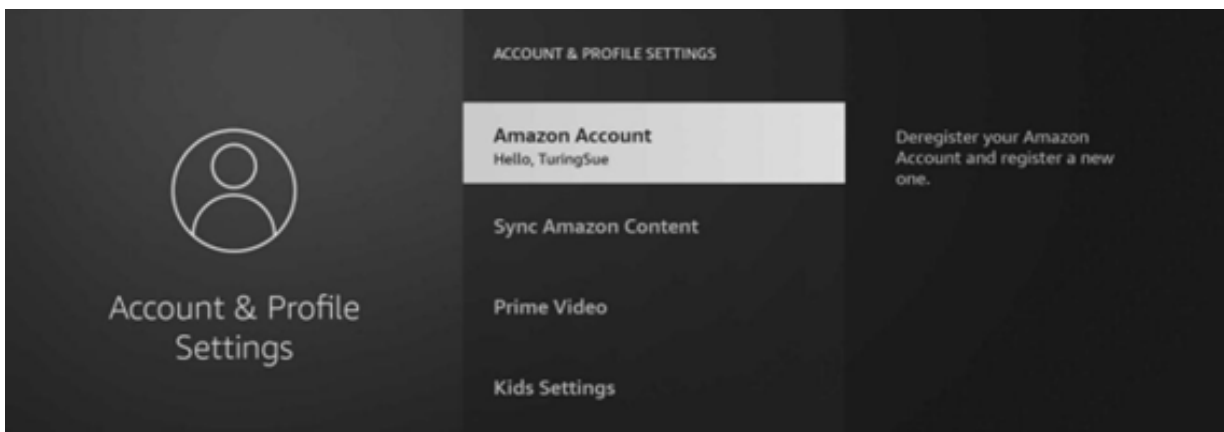 Account & Profile
Settings
ACCOUNT & PROFILE SETTINGS
Amazon Account
Hello, TuringSue
Sync Amazon Content
Prime Video
Kids Settings
Deregister your Amazon
Account and register a new
one.